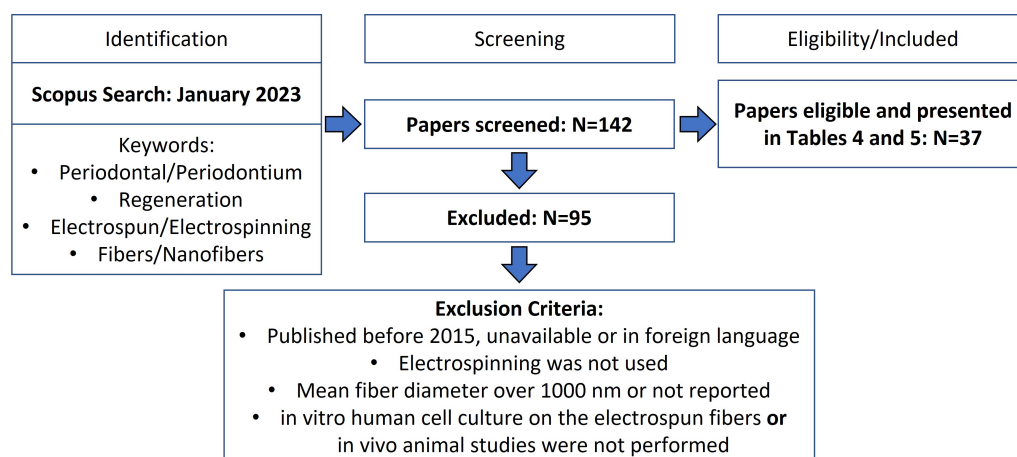 Identification
Scopus Search: January 2023
Keywords:
• Periodontal/Periodontium
• Regeneration
• Electrospun/Electrospinning
• Fibers/Nanofibers
Screening
Papers screened: N=142
Excluded: N=95
Eligibility/Included
Papers eligible and presented
in Tables 4 and 5: N=37
Exclusion Criteria:
• Published before 2015, unavailable or in foreign language
• Electrospinning was not used
• Mean fiber diameter over 1000 nm or not reported
• in vitro human cell culture on the electrospun fibers or
in vivo animal studies were not performed